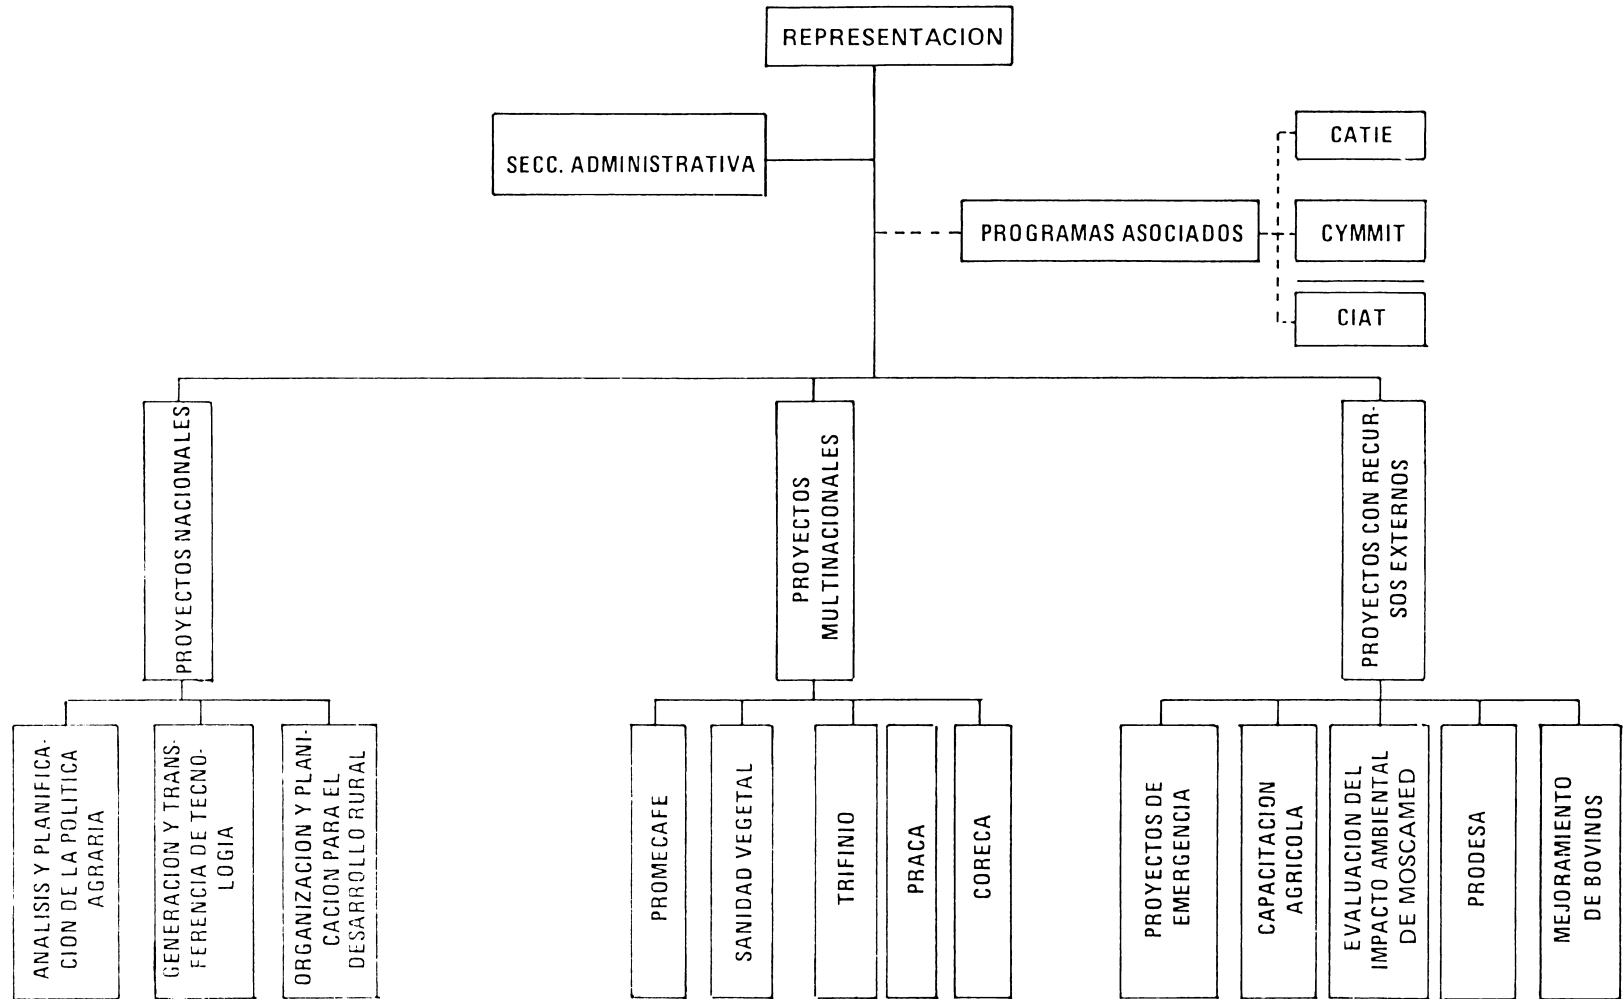 REPRESENTACION
SECC. ADMINISTRATIVA
CATIE
PROGRAMAS ASOCIADOS
CYMMIT
CIAT
PROYECTOS NACIONALES
PROYECTOS
MULTINACIONALES
PROYECTOS CON RECUR-
SOS EXTERNOS
ANALISIS Y PLANIFICA-
CION DE LA POLITICA
AGRARIA
GENERACION Y TRANS-
FERENCIA DE TECNO-
LOGIA
ORGANIZACION Y PLANI-
CACION PARA EL
DESARROLLO RURAL
PROMECAFE
SANIDAD VEGETAL
TRIFINIO
PRACA
CORECA
PROYECTOS DE
EMERGENCIA
CAPACITACION
AGRICOLA
EVALUACION DEL
IMPACTO AMBIENTAL
DE MOSCAMED
PRODESA
MEJORAMIENTO
DE BOVINOS